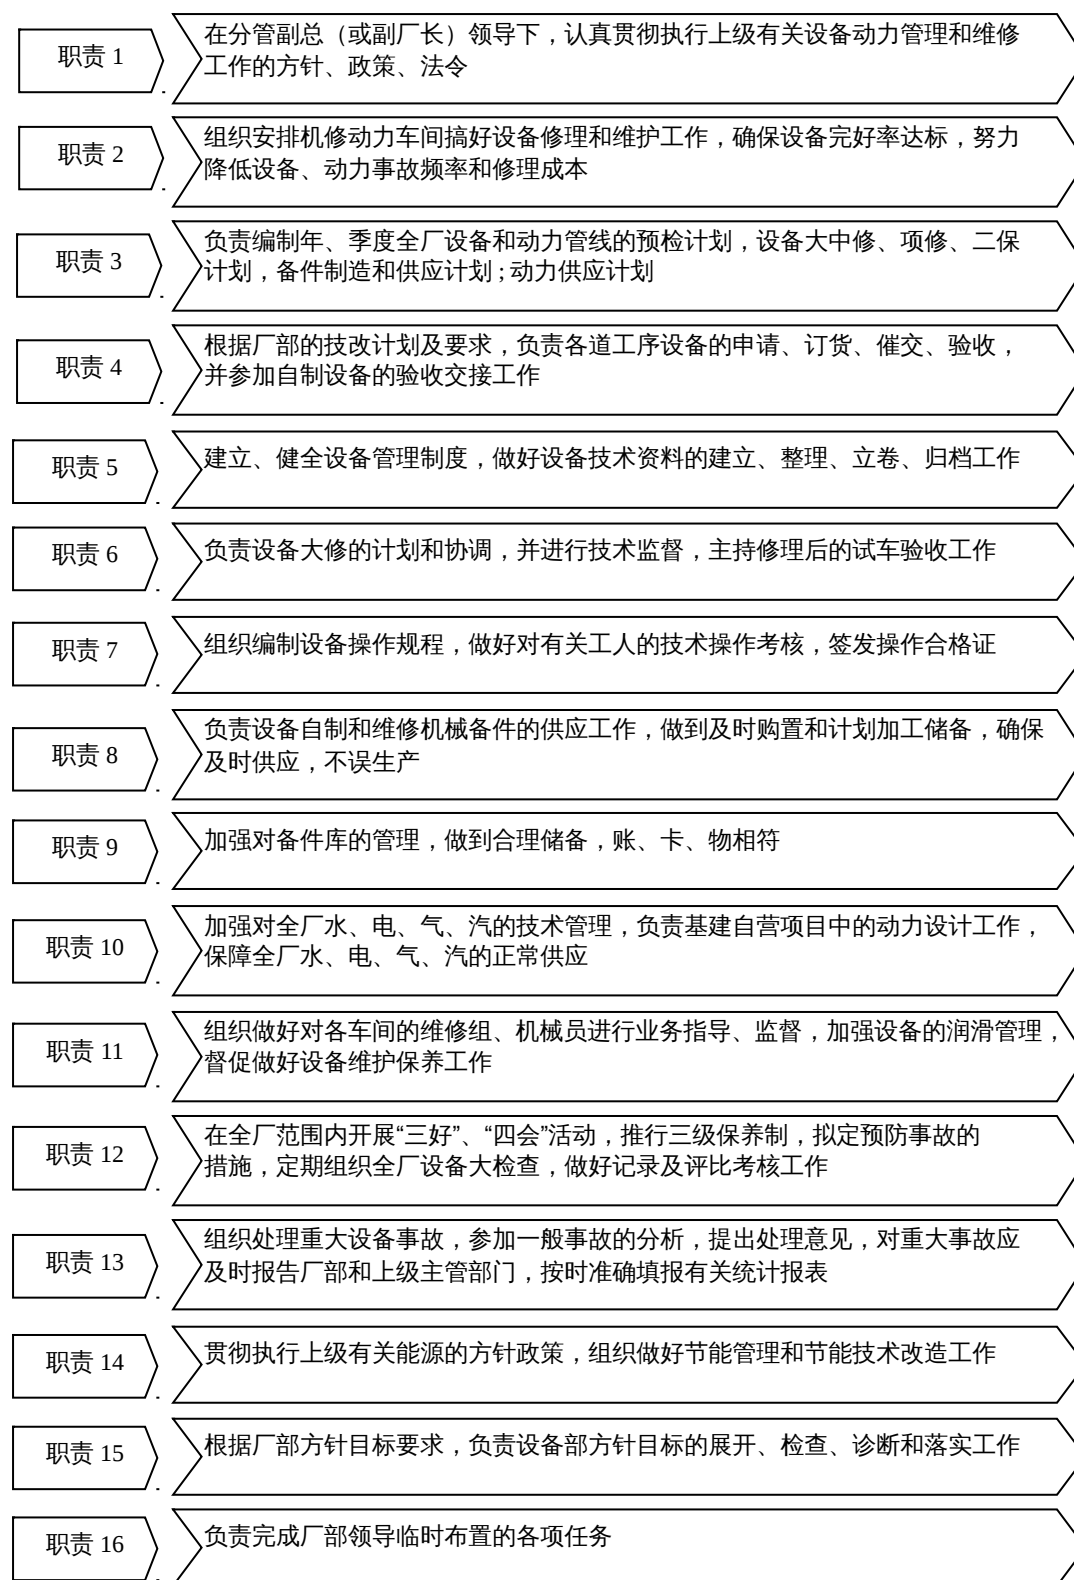 职责 1
在分管副总（或副厂长）领导下，认真贯彻执行上级有关设备动力管理和维修
工作的方针、政策、法令
职责 2
组织安排机修动力车间搞好设备修理和维护工作，确保设备完好率达标，努力
降低设备、动力事故频率和修理成本
职责 3
负责编制年、季度全厂设备和动力管线的预检计划，设备大中修、项修、二保
计划，备件制造和供应计划；动力供应计划
职责 4
根据厂部的技改计划及要求，负责各道工序设备的申请、订货、催交、验收，
并参加自制设备的验收交接工作
职责 5
建立、健全设备管理制度，做好设备技术资料的建立、整理、立卷、归档工作
职责 6
负责设备大修的计划和协调，并进行技术监督，主持修理后的试车验收工作
职责 7
组织编制设备操作规程，做好对有关工人的技术操作考核，签发操作合格证
职责 8
负责设备自制和维修机械备件的供应工作，做到及时购置和计划加工储备，确保
及时供应，不误生产
职责 9
加强对备件库的管理，做到合理储备，账、卡、物相符
职责 10
加强对全厂水、电、气、汽的技术管理，负责基建自营项目中的动力设计工作，
保障全厂水、电、气、汽的正常供应
职责 11
组织做好对各车间的维修组、机械员进行业务指导、监督，加强设备的润滑管理，
督促做好设备维护保养工作
职责 12
在全厂范围内开展“三好”、“四会”活动，推行三级保养制，拟定预防事故的
措施，定期组织全厂设备大检查，做好记录及评比考核工作
职责 13
组织处理重大设备事故，参加一般事故的分析，提出处理意见，对重大事故应
及时报告厂部和上级主管部门，按时准确填报有关统计报表
职责 14
贯彻执行上级有关能源的方针政策，组织做好节能管理和节能技术改造工作
职责 15
根据厂部方针目标要求，负责设备部方针目标的展开、检查、诊断和落实工作
职责 16
负责完成厂部领导临时布置的各项任务